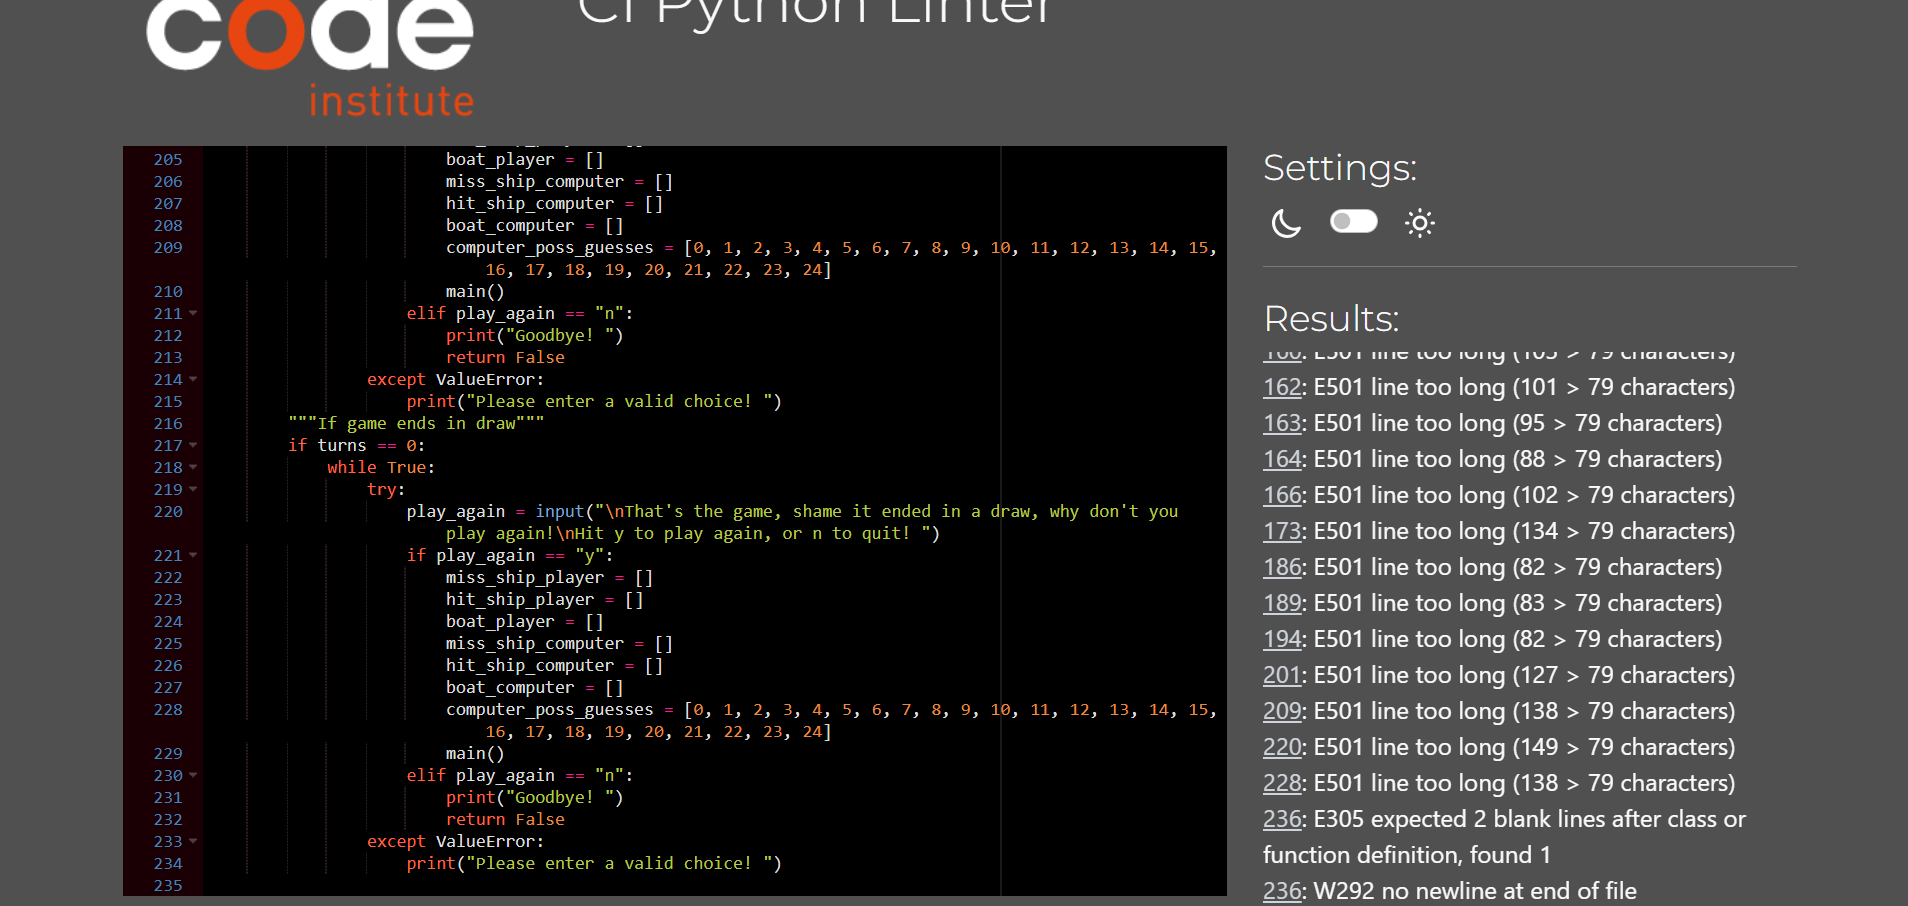 code
institute
CI Python Linter
205 boat_player = []
206 miss_ship_computer = []
207 hit_ship_computer = []
208 boat_computer = []
209 computer_poss_guesses = [0, 1, 2, 3, 4, 5, 6, 7, 8, 9, 10, 11, 12, 13, 14, 15,
16, 17, 18, 19, 20, 21, 22, 23, 24]
210 main()
211 elif play_again == "n":
212 print("Goodbye! ")
213 return False
214 except ValueError:
215 print("Please enter a valid choice! ")
216 """If game ends in draw"""
217 if turns == 0:
218 while True:
219 try:
220 play_again = input("\nThat's the game, shame it ended in a draw, why don't you
play again!\nHit y to play again, or n to quit! ")
221 if play_again == "y":
222 miss_ship_player = []
223 hit_ship_player = []
224 boat_player = []
225 miss_ship_computer = []
226 hit_ship_computer = []
227 boat_computer = []
228 computer_poss_guesses = [0, 1, 2, 3, 4, 5, 6, 7, 8, 9, 10, 11, 12, 13, 14, 15,
16, 17, 18, 19, 20, 21, 22, 23, 24]
229 main()
230 elif play_again == "n":
231 print("Goodbye! ")
232 return False
233 except ValueError:
234 print("Please enter a valid choice! ")
235
Settings:
Results:
E501 line too long > 79 characters)
162: E501 line too long (101 > 79 characters)
163: E501 line too long (95 > 79 characters)
164: E501 line too long (88 > 79 characters)
166: E501 line too long (102 > 79 characters)
173: E501 line too long (134 > 79 characters)
186: E501 line too long (82 > 79 characters)
189: E501 line too long (83 > 79 characters)
194: E501 line too long (82 > 79 characters)
201: E501 line too long (127 > 79 characters)
209: E501 line too long (138 > 79 characters)
220: E501 line too long (149 > 79 characters)
228: E501 line too long (138 > 79 characters)
236: E305 expected 2 blank lines after class or
function definition, found 1
236: W292 no newline at end of file